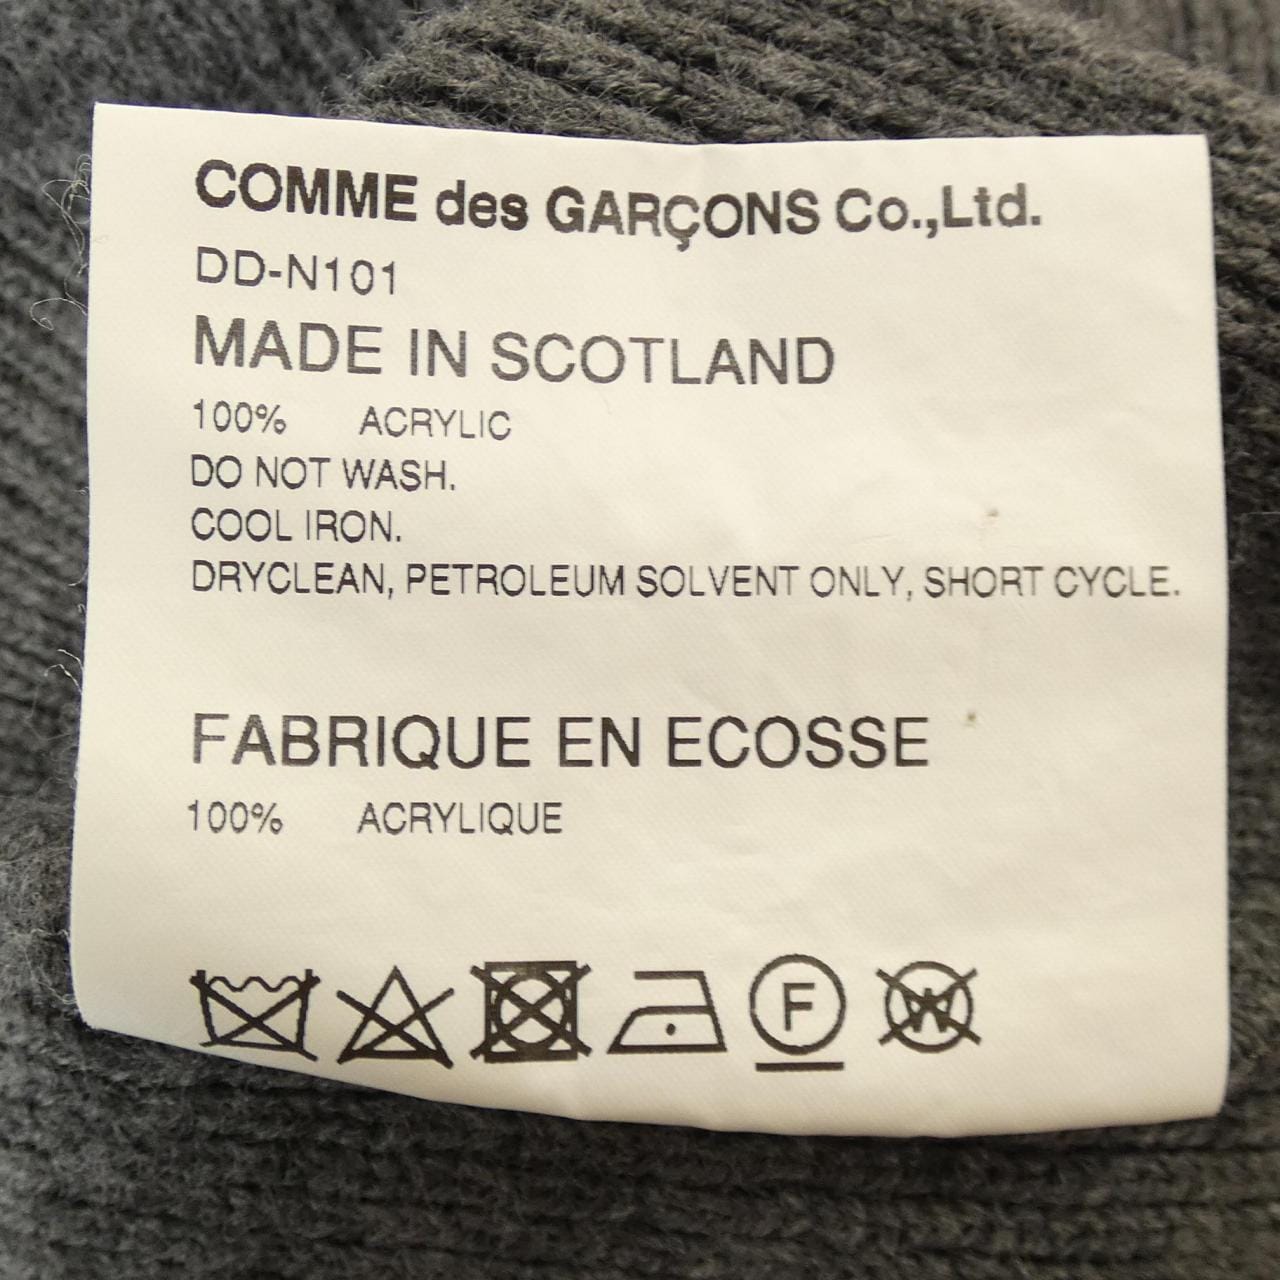 COMME des GARÇONS Co.,Ltd.
DD-N101
MADE IN SCOTLAND
100% ACRYLIC
DO NOT WASH.
COOL IRON.
DRYCLEAN, PETROLEUM SOLVENT ONLY, SHORT CYCLE.
FABRIQUE EN ECOSSE
100% ACRYLIQUE
F W